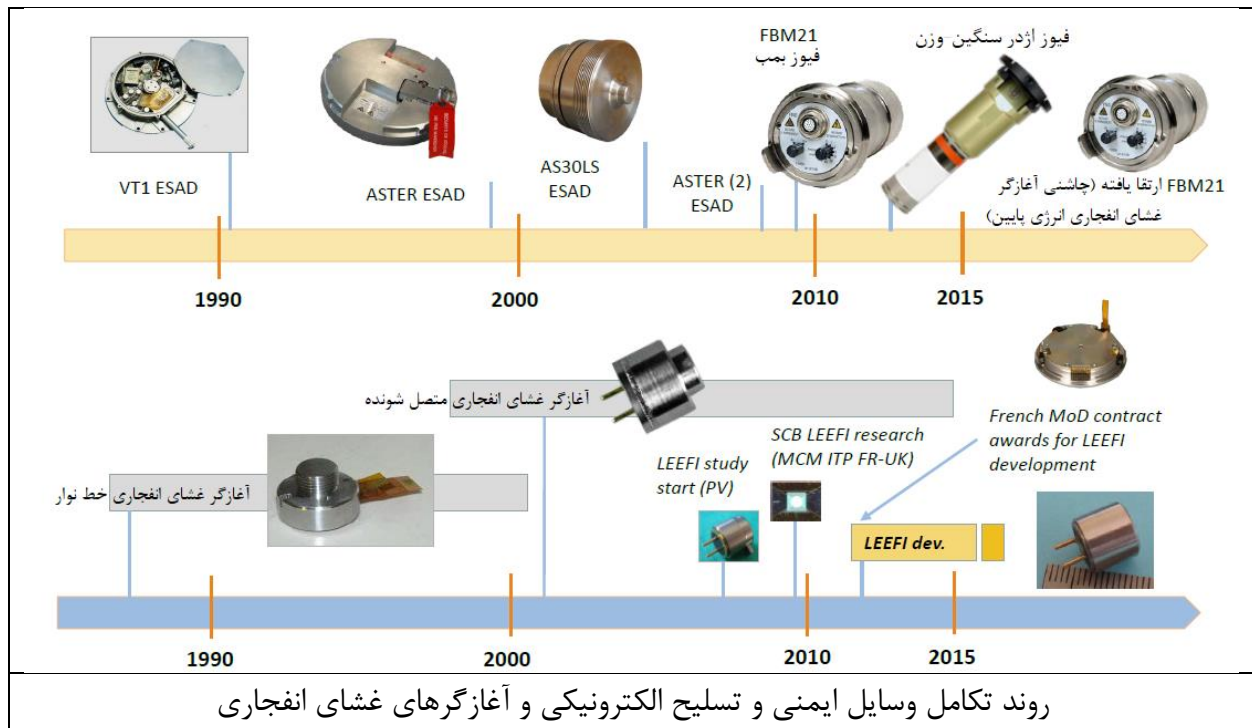 VT1 ESAD
ASTER ESAD
AS30LS
ESAD
ASTER (2)
ESAD
FBM21
فیوز بمب
فیوز اژدر سنگین وزن
FBM21 ارتقا یافته (چاشنی آغازگر
غشای انفجاری انرژی پایین)
1990
2000
2010
2015
آغازگر غشای انفجاری متصل شونده
آغازگر غشای انفجاری خط نوار
LEEFI study
start (PV)
SCB LEEFI research
(MCM ITP FR-UK)
French MoD contract
awards for LEEFI
development
LEEFI dev.
1990
2000
2010
2015
روند تکامل وسایل ایمنی و تسلیح الکترونیکی و آغازگرهای غشای انفجاری